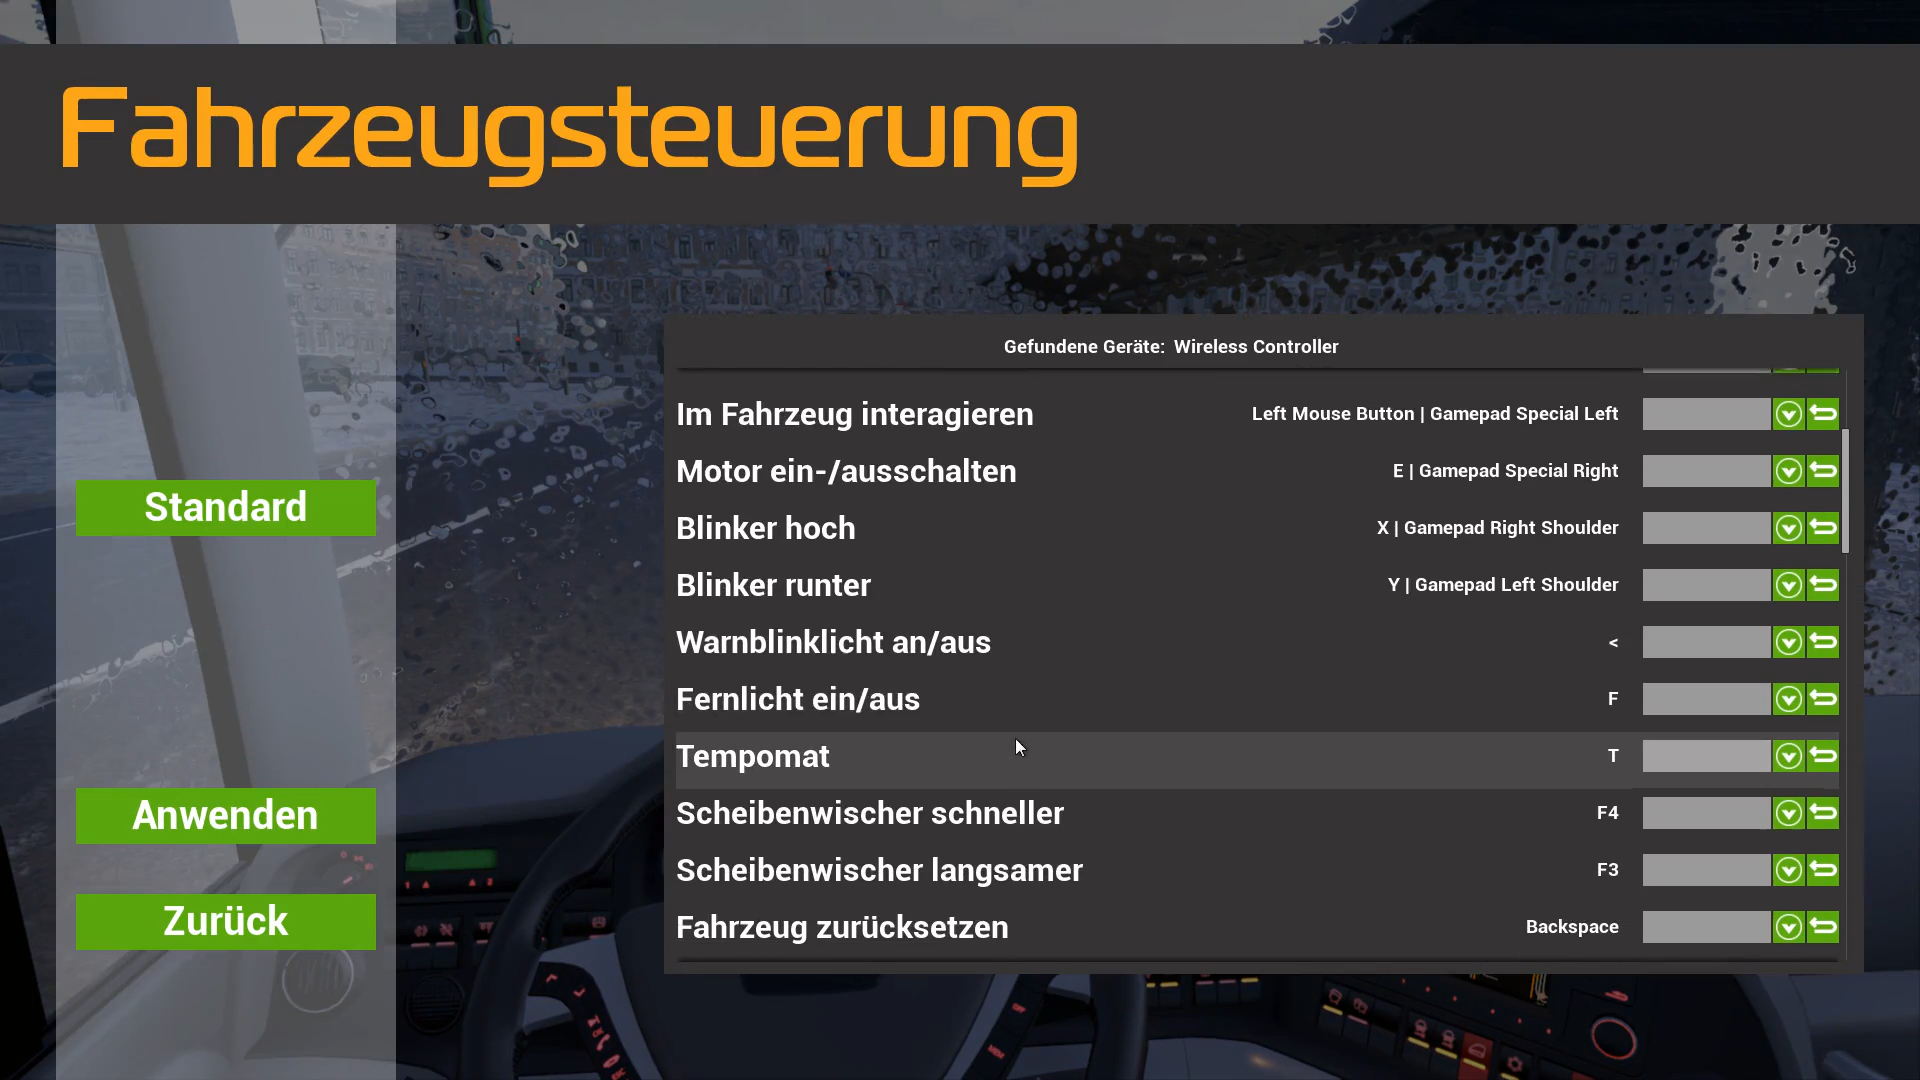 Fahrzeugsteuerung
Gefundene Geräte: Wireless Controller
Im Fahrzeug interagieren Left Mouse Button | Gamepad Special Left
Motor ein-/ausschalten E | Gamepad Special Right
Blinker hoch X | Gamepad Right Shoulder
Blinker runter Y | Gamepad Left Shoulder
Warnblinklicht an/aus <
Fernlicht ein/aus F
Tempomat T
Scheibenwischer schneller F4
Scheibenwischer langsamer F3
Fahrzeug zurücksetzen Backspace
Standard
Anwenden
Zurück